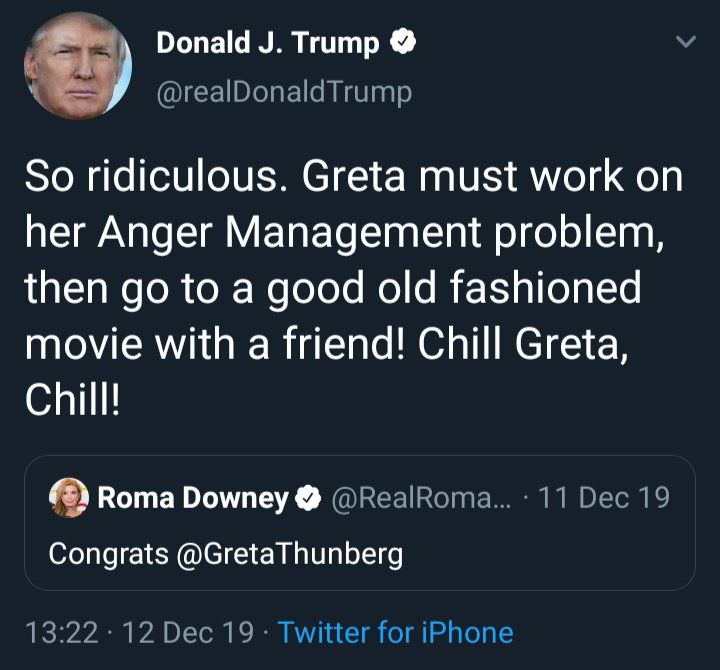 Donald J. Trump
@realDonaldTrump
So ridiculous. Greta must work on
her Anger Management problem,
then go to a good old fashioned
movie with a friend! Chill Greta,
Chill!
Roma Downey @RealRoma... · 11 Dec 19
Congrats @GretaThunberg
13:22 · 12 Dec 19 · Twitter for iPhone